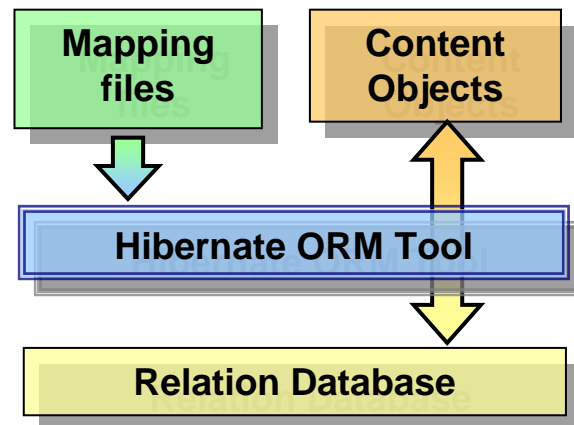 Mapping
files
Content
Objects
Hibernate ORM Tool
Relation Database